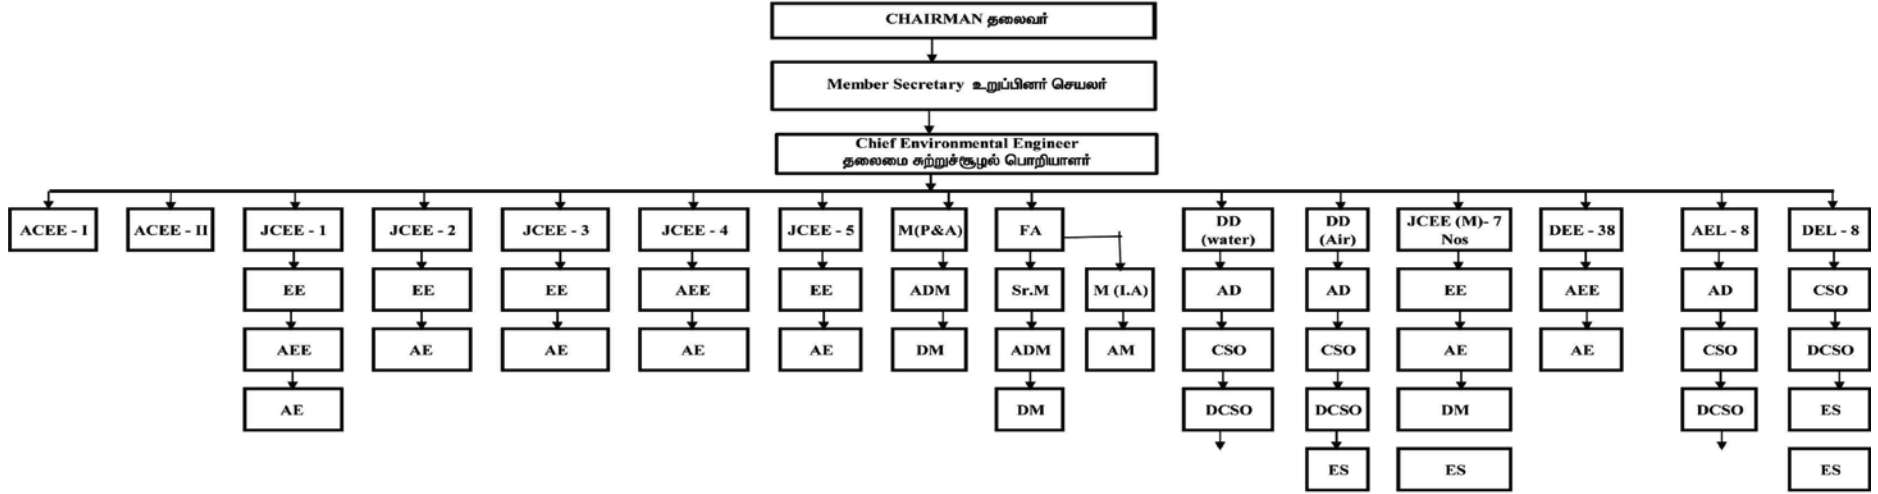 CHAIRMAN தலைவர்
Member Secretary உறுப்பினர் செயலர்
Chief Environmental Engineer
தலைமை சுற்றுச்சூழல் பொறியாளர்
ACEE - I
ACEE - II
JCEE - 1
JCEE - 2
JCEE - 3
JCEE - 4
JCEE - 5
M(P&A)
FA
DD
(water)
DD
(Air)
JCEE (M)- 7
Nos
DEE - 38
AEL - 8
DEL - 8
EE
EE
EE
AEE
EE
ADM
Sr.M
M (I.A)
AD
AD
EE
AEE
AD
CSO
AEE
AE
AE
AE
AE
DM
ADM
AM
CSO
CSO
AE
AE
CSO
DCSO
AE
DM
DCSO
DCSO
DM
DCSO
ES
ES
ES
ES